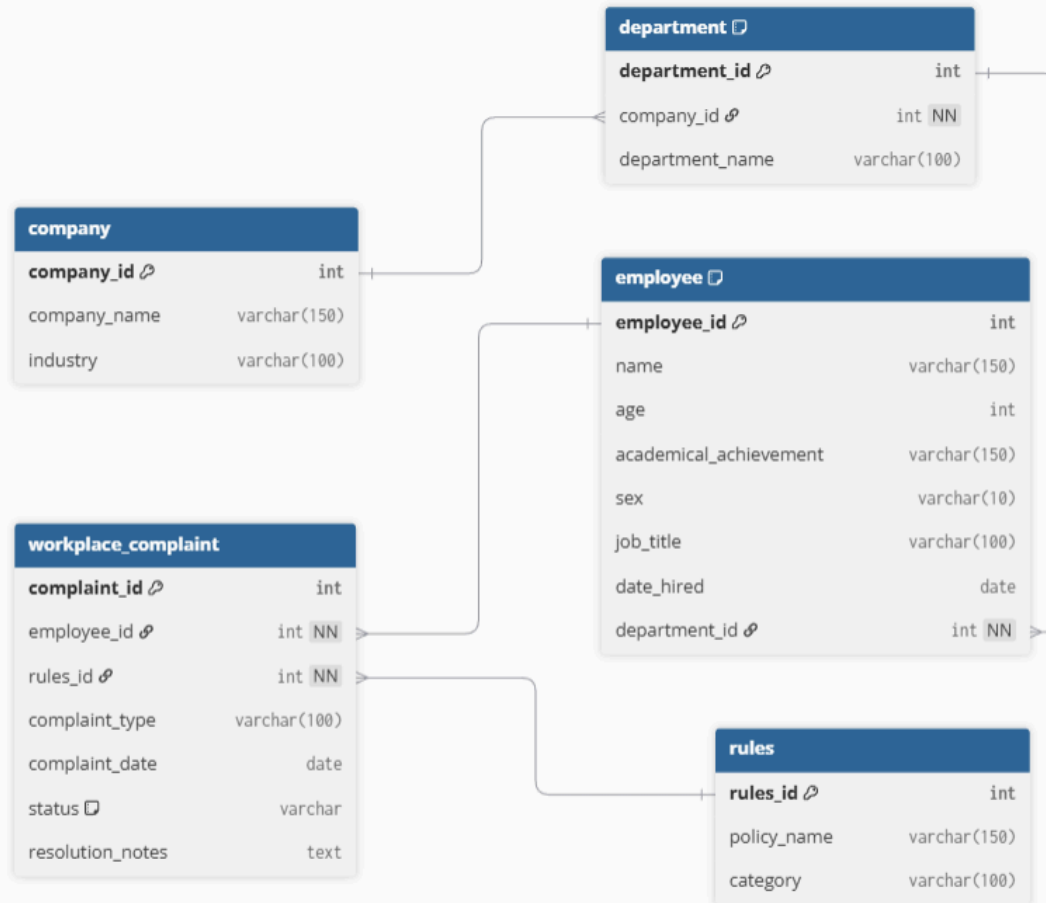 department
department_id int
company_id int NN
department_name varchar(100)
company
company_id int
company_name varchar(150)
industry varchar(100)
employee
employee_id int
name varchar(150)
age int
academical_achievement varchar(150)
sex varchar(10)
job_title varchar(100)
date_hired date
department_id int NN
workplace_complaint
complaint_id int
employee_id int NN
rules_id int NN
complaint_type varchar(100)
complaint_date date
status varchar
resolution_notes text
rules
rules_id int
policy_name varchar(150)
category varchar(100)